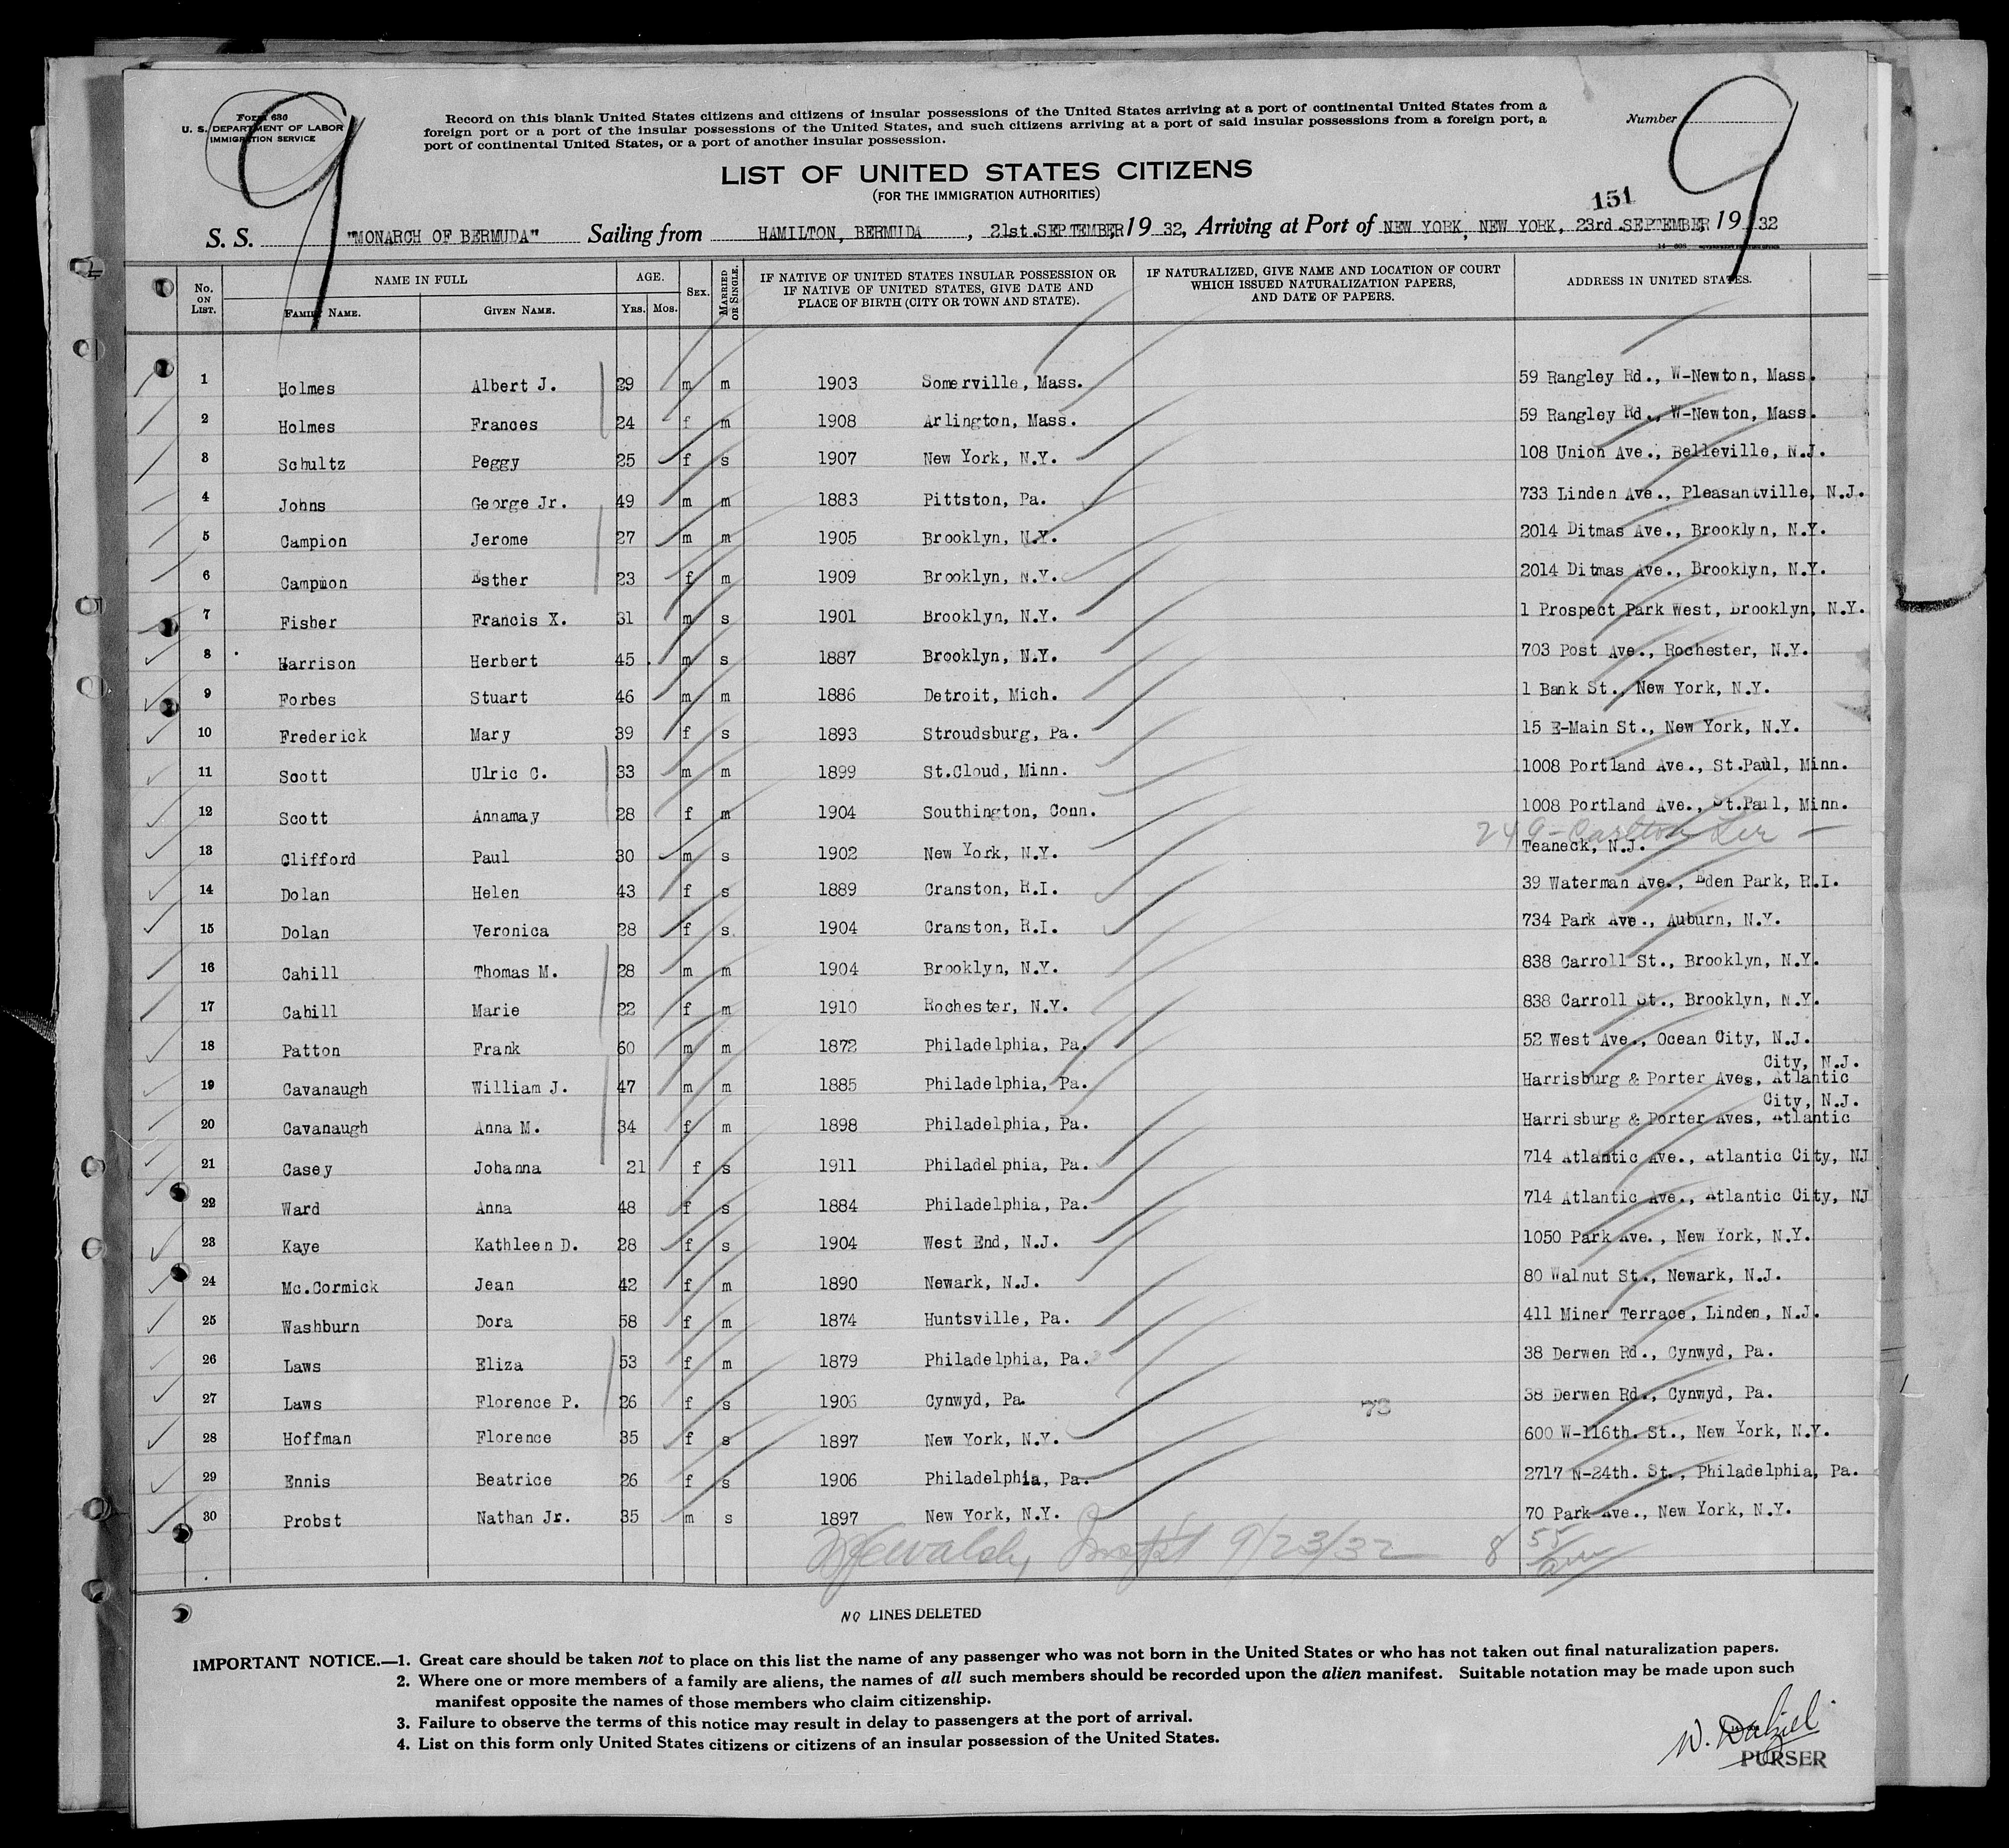 Form 686
U. S. DEPARTMENT OF LABOR
IMMIGRATION SERVICE
9
Record on this blank United States citizens and citizens of insular possessions of the United States arriving at a port of continental United States from a
foreign port or a port of the insular possessions of the United States, and such citizens arriving at a port of said insular possessions from a foreign port, a
port of continental United States, or a port of another insular possession.
Number
9
LIST OF UNITED STATES CITIZENS
(FOR THE IMMIGRATION AUTHORITIES)
151
S. S. "MONARCH OF BERMUDA" Sailing from HAMILTON, BERMUDA, 21st.SEPTEMBER, 19 32, Arriving at Port of NEW YORK, NEW YORK, 23rd.SEPTEMBER, 19 32
No. ON LIST. NAME IN FULL FAMILY NAME. GIVEN NAME. AGE. YRS. MOS. SEX. MARRIED OR SINGLE. IF NATIVE OF UNITED STATES INSULAR POSSESSION OR IF NATIVE OF UNITED STATES, GIVE DATE AND PLACE OF BIRTH (CITY OR TOWN AND STATE). IF NATURALIZED, GIVE NAME AND LOCATION OF COURT WHICH ISSUED NATURALIZATION PAPERS, AND DATE OF PAPERS. ADDRESS IN UNITED STATES.
1 Holmes Albert J. 29 m m 1903 Somerville, Mass. 59 Rangley Rd., W-Newton, Mass.
2 Holmes Frances 24 f m 1908 Arlington, Mass. 59 Rangley Rd., W-Newton, Mass.
3 Schultz Peggy 25 f s 1907 New York, N.Y. 108 Union Ave., Belleville, N.J.
4 Johns George Jr. 49 m m 1883 Pittston, Pa. 733 Linden Ave., Pleasantville, N.J.
5 Campion Jerome 27 m m 1905 Brooklyn, N.Y. 2014 Ditmas Ave., Brooklyn, N.Y.
6 Campion Esther 23 f m 1909 Brooklyn, N.Y. 2014 Ditmas Ave., Brooklyn, N.Y.
7 Fisher Francis X. 31 m s 1901 Brooklyn, N.Y. 1 Prospect Park West, Brooklyn, N.Y.
8 Harrison Herbert 45 m s 1887 Brooklyn, N.Y. 703 Post Ave., Rochester, N.Y.
9 Forbes Stuart 46 m m 1886 Detroit, Mich. 1 Bank St., New York, N.Y.
10 Frederick Mary 39 f s 1893 Stroudsburg, Pa. 15 E-Main St., New York, N.Y.
11 Scott Ulric C. 33 m m 1899 St.Cloud, Minn. 1008 Portland Ave., St.Paul, Minn.
12 Scott Annamay 28 f m 1904 Southington, Conn. 1008 Portland Ave., St.Paul, Minn.
249-Carlton Ter
13 Clifford Paul 30 m s 1902 New York, N.Y. Teaneck, N.J.
14 Dolan Helen 43 f s 1889 Cranston, R.I. 39 Waterman Ave., Eden Park, R.I.
15 Dolan Veronica 28 f s 1904 Cranston, R.I. 734 Park Ave., Auburn, N.Y.
16 Cahill Thomas M. 28 m m 1904 Brooklyn, N.Y. 838 Carroll St., Brooklyn, N.Y.
17 Cahill Marie 22 f m 1910 Rochester, N.Y. 838 Carroll St., Brooklyn, N.Y.
18 Patton Frank 60 m m 1872 Philadelphia, Pa. 52 West Ave., Ocean City, N.J.
City, N.J.
19 Cavanaugh William J. 47 m m 1885 Philadelphia, Pa. Harrisburg & Porter Aves, Atlantic
City, N.J.
20 Cavanaugh Anna M. 34 f m 1898 Philadelphia, Pa. Harrisburg & Porter Aves, Atlantic
21 Casey Johanna 21 f s 1911 Philadelphia, Pa. 714 Atlantic Ave., Atlantic City, NJ
22 Ward Anna 48 f s 1884 Philadelphia, Pa. 714 Atlantic Ave., Atlantic City, NJ
23 Kaye Kathleen D. 28 f s 1904 West End, N.J. 1050 Park Ave., New York, N.Y.
24 Mc.Cormick Jean 42 f m 1890 Newark, N.J. 80 Walnut St., Newark, N.J.
25 Washburn Dora 58 f m 1874 Huntsville, Pa. 411 Miner Terrace, Linden, N.J.
26 Laws Eliza 53 f m 1879 Philadelphia, Pa. 38 Derwen Rd., Cynwyd, Pa.
27 Laws Florence P. 26 f s 1906 Cynwyd, Pa. 73 38 Derwen Rd., Cynwyd, Pa.
28 Hoffman Florence 35 f s 1897 New York, N.Y. 600 W-116th. St., New York, N.Y.
29 Ennis Beatrice 26 f s 1906 Philadelphia, Pa. 2717 N-24th. St., Philadelphia, Pa.
30 Probst Nathan Jr. 35 m s 1897 New York, N.Y. 70 Park Ave., New York, N.Y.
Walsh, Insp't 9/23/32 8 55 am
NO LINES DELETED
IMPORTANT NOTICE.—1. Great care should be taken not to place on this list the name of any passenger who was not born in the United States or who has not taken out final naturalization papers.
2. Where one or more members of a family are aliens, the names of all such members should be recorded upon the alien manifest. Suitable notation may be made upon such
manifest opposite the names of those members who claim citizenship.
3. Failure to observe the terms of this notice may result in delay to passengers at the port of arrival.
4. List on this form only United States citizens or citizens of an insular possession of the United States.
W. Dalziel
PURSER